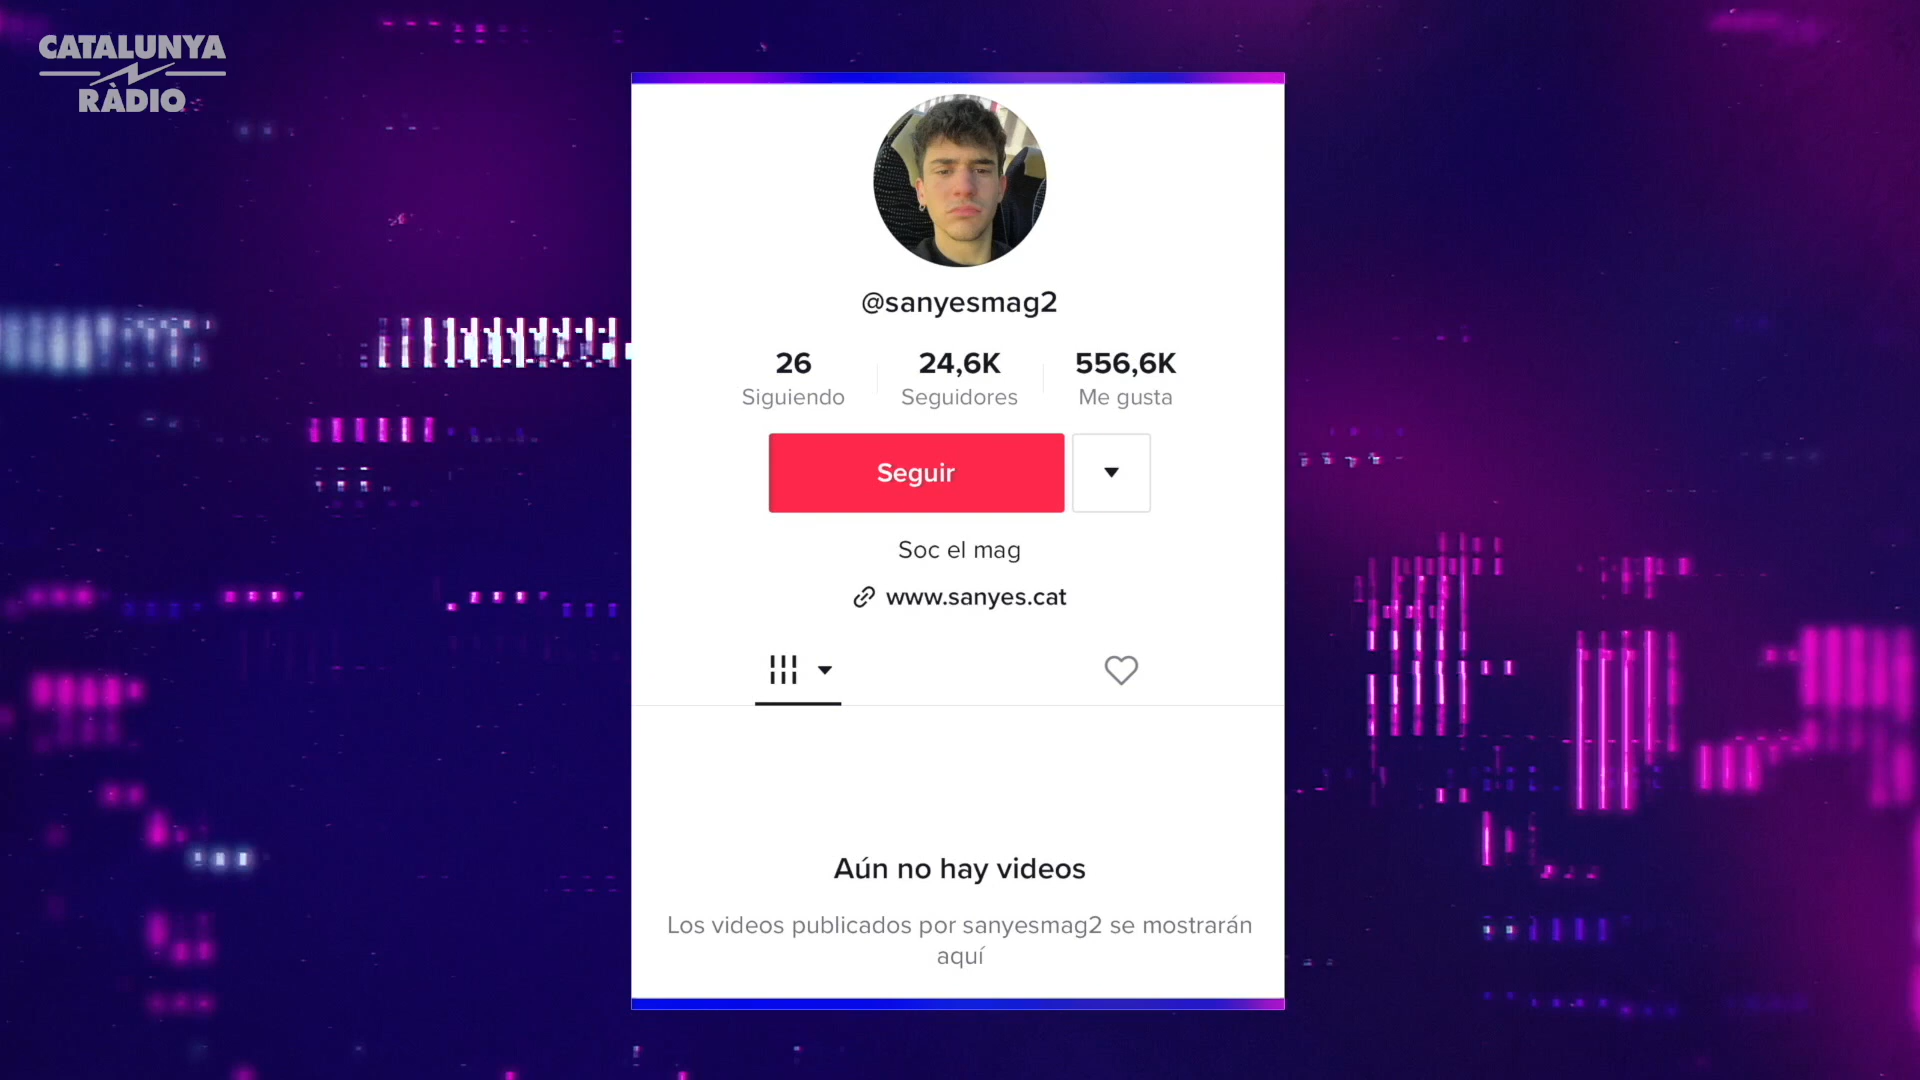 CATALUNYA
RÀDIO
@sanyesmag2
26
24,6K
556,6K
Siguiendo
Seguidores
Me gusta
Seguir
Soc el mag
www.sanyes.cat
Aún no hay videos
Los videos publicados por sanyesmag2 se mostrarán
aquí